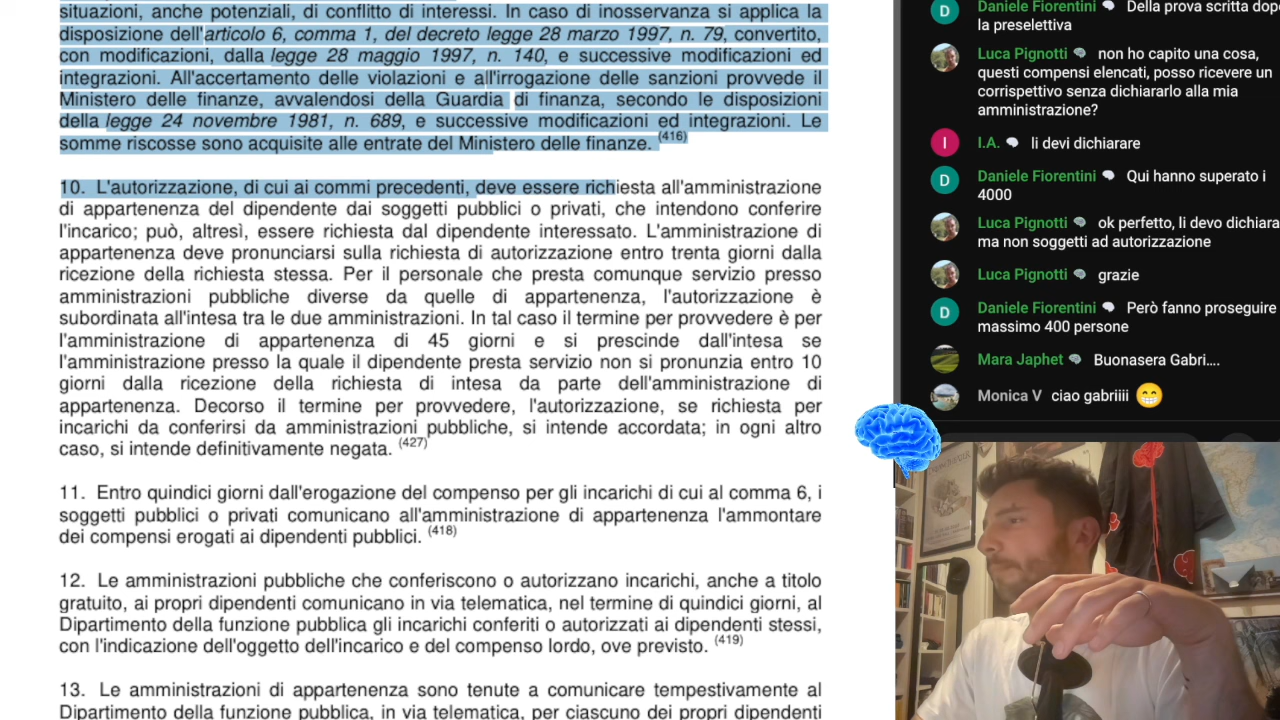 situazioni, anche potenziali, di conflitto di interessi. In caso di inosservanza si applica la
disposizione dell'articolo 6, comma 1, del decreto legge 28 marzo 1997, n. 79, convertito,
con modificazioni, dalla legge 28 maggio 1997, n. 140, e successive modificazioni ed
integrazioni. All'accertamento delle violazioni e all'irrogazione delle sanzioni provvede il
Ministero delle finanze, avvalendosi della Guardia di finanza, secondo le disposizioni
della legge 24 novembre 1981, n. 689, e successive modificazioni ed integrazioni. Le
somme riscosse sono acquisite alle entrate del Ministero delle finanze. (416)
10. L'autorizzazione, di cui ai commi precedenti, deve essere richiesta all'amministrazione
di appartenenza del dipendente dai soggetti pubblici o privati, che intendono conferire
l'incarico; può, altresì, essere richiesta dal dipendente interessato. L'amministrazione di
appartenenza deve pronunciarsi sulla richiesta di autorizzazione entro trenta giorni dalla
ricezione della richiesta stessa. Per il personale che presta comunque servizio presso
amministrazioni pubbliche diverse da quelle di appartenenza, l'autorizzazione è
subordinata all'intesa tra le due amministrazioni. In tal caso il termine per provvedere è per
l'amministrazione di appartenenza di 45 giorni e si prescinde dall'intesa se
l'amministrazione presso la quale il dipendente presta servizio non si pronunzia entro 10
giorni dalla ricezione della richiesta di intesa da parte dell'amministrazione di
appartenenza. Decorso il termine per provvedere, l'autorizzazione, se richiesta per
incarichi da conferirsi da amministrazioni pubbliche, si intende accordata; in ogni altro
caso, si intende definitivamente negata. (427)
11. Entro quindici giorni dall'erogazione del compenso per gli incarichi di cui al comma 6, i
soggetti pubblici o privati comunicano all'amministrazione di appartenenza l'ammontare
dei compensi erogati ai dipendenti pubblici. (418)
12. Le amministrazioni pubbliche che conferiscono o autorizzano incarichi, anche a titolo
gratuito, ai propri dipendenti comunicano in via telematica, nel termine di quindici giorni, al
Dipartimento della funzione pubblica gli incarichi conferiti o autorizzati ai dipendenti stessi,
con l'indicazione dell'oggetto dell'incarico e del compenso lordo, ove previsto. (419)
13. Le amministrazioni di appartenenza sono tenute a comunicare tempestivamente al
Dipartimento della funzione pubblica, in via telematica, per ciascuno dei propri dipendenti
D Daniele Fiorentini Della prova scritta dopo
la preselettiva
Luca Pignotti non ho capito una cosa,
questi compensi elencati, posso ricevere un
corrispettivo senza dichiararlo alla mia
amministrazione?
I I.A. li devi dichiarare
D Daniele Fiorentini Qui hanno superato i
4000
Luca Pignotti ok perfetto, li devo dichiara
ma non soggetti ad autorizzazione
Luca Pignotti grazie
D Daniele Fiorentini Però fanno proseguire
massimo 400 persone
Mara Japhet Buonasera Gabri....
Monica V ciao gabriiii 😁